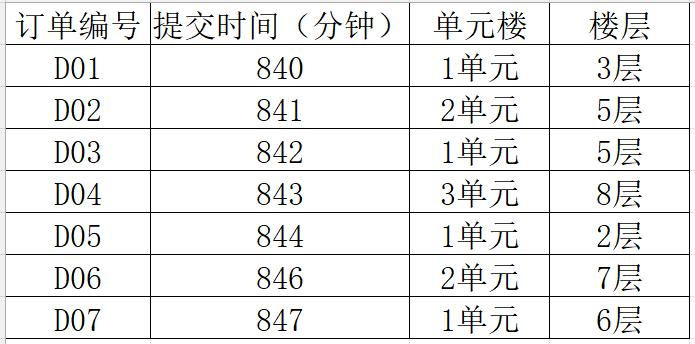 订单编号 提交时间（分钟） 单元楼 楼层
D01 840 1单元 3层
D02 841 2单元 5层
D03 842 1单元 5层
D04 843 3单元 8层
D05 844 1单元 2层
D06 846 2单元 7层
D07 847 1单元 6层